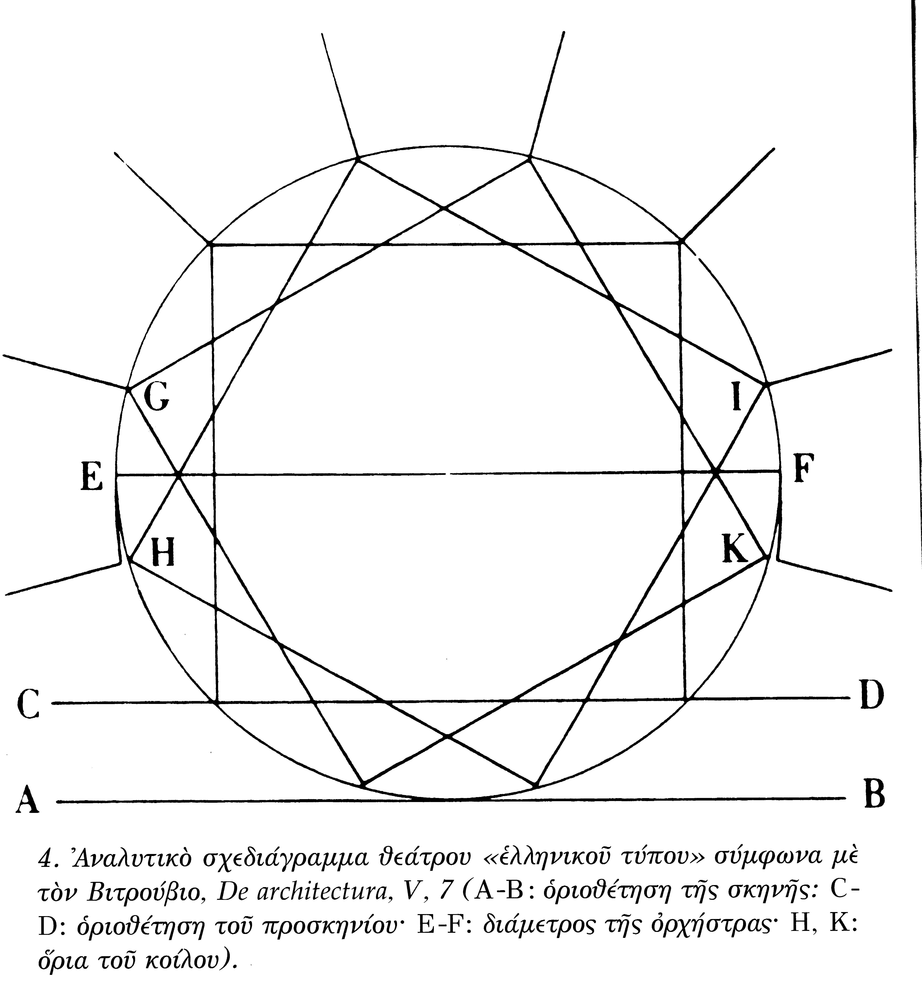 G
I
E
F
H
K
C
D
A
B
4. Ἀναλυτικὸ σχεδιάγραμμα θεάτρου «ἑλληνικοῦ τύπου» σύμφωνα μὲ
τὸν Βιτρούβιο, De architectura, V, 7 (A-B: ὁριοθέτηση τῆς σκηνῆς: C-
D: ὁριοθέτηση τοῦ προσκηνίου· E-F: διάμετρος τῆς ὀρχήστρας· H, K:
ὅρια τοῦ κοίλου).